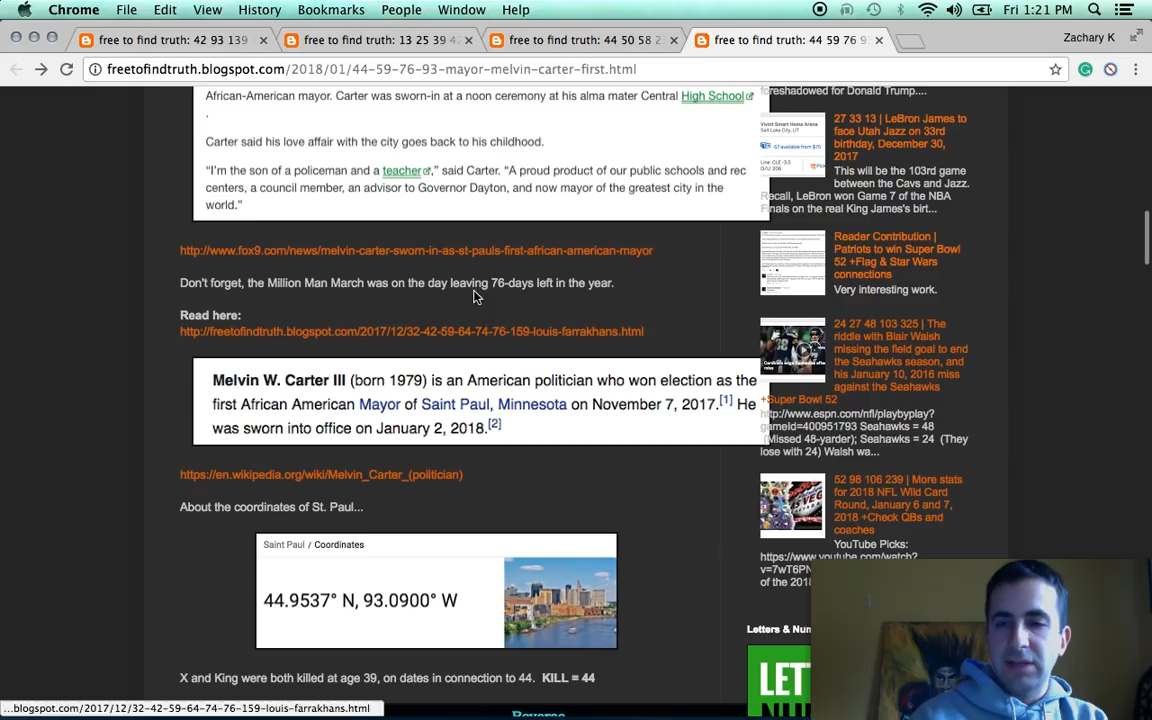 Chrome File Edit View History Bookmarks People Window Help Fri 1:21 PM
free to find truth: 42 93 139 × free to find truth: 13 25 39 4 × free to find truth: 44 50 58 2 × free to find truth: 44 59 76 9 × Zachary K
freetofindtruth.blogspot.com/2018/01/44-59-76-93-mayor-melvin-carter-first.html
African-American mayor. Carter was sworn-in at a noon ceremony at his alma mater Central High School
.
Carter said his love affair with the city goes back to his childhood.
“I’m the son of a policeman and a teacher,” said Carter. “A proud product of our public schools and rec
centers, a council member, an advisor to Governor Dayton, and now mayor of the greatest city in the
world.”
http://www.fox9.com/news/melvin-carter-sworn-in-as-st-pauls-first-african-american-mayor
Don't forget, the Million Man March was on the day leaving 76-days left in the year.
Read here:
http://freetofindtruth.blogspot.com/2017/12/32-42-59-64-74-76-159-louis-farrakhans.html
Melvin W. Carter III (born 1979) is an American politician who won election as the
first African American Mayor of Saint Paul, Minnesota on November 7, 2017.[1] He
was sworn into office on January 2, 2018.[2]
https://en.wikipedia.org/wiki/Melvin_Carter_(politician)
About the coordinates of St. Paul...
Saint Paul / Coordinates
44.9537° N, 93.0900° W
X and King were both killed at age 39, on dates in connection to 44. KILL = 44
Reverse
...blogspot.com/2017/12/32-42-59-64-74-76-159-louis-farrakhans.html
foreshadowed for Donald Trump....
Vivint Smart Home Arena
Salt Lake City, UT
67 available from $70
Line: CLE -3.5
O/U: 206
27 33 13 | LeBron James to
face Utah Jazz on 33rd
birthday, December 30,
2017
This will be the 103rd game
between the Cavs and Jazz.
Recall, LeBron won Game 7 of the NBA
Finals on the real King James's birt...
Reader Contribution |
Patriots to win Super Bowl
52 +Flag & Star Wars
connections
Very interesting work.
24 27 48 103 325 | The
riddle with Blair Walsh
missing the field goal to end
the Seahawks season, and
his January 10, 2016 miss
against the Seahawks
+Super Bowl 52
http://www.espn.com/nfl/playbyplay?
gameId=400951793 Seahawks = 48
(Missed 48-yarder); Seahawks = 24 (They
lose with 24) Walsh wa...
52 98 106 239 | More stats
for 2018 NFL Wild Card
Round, January 6 and 7,
2018 +Check QBs and
coaches
YouTube Picks:
https://www.youtube.com/watch?
of the 2018
Letters & Num
LET